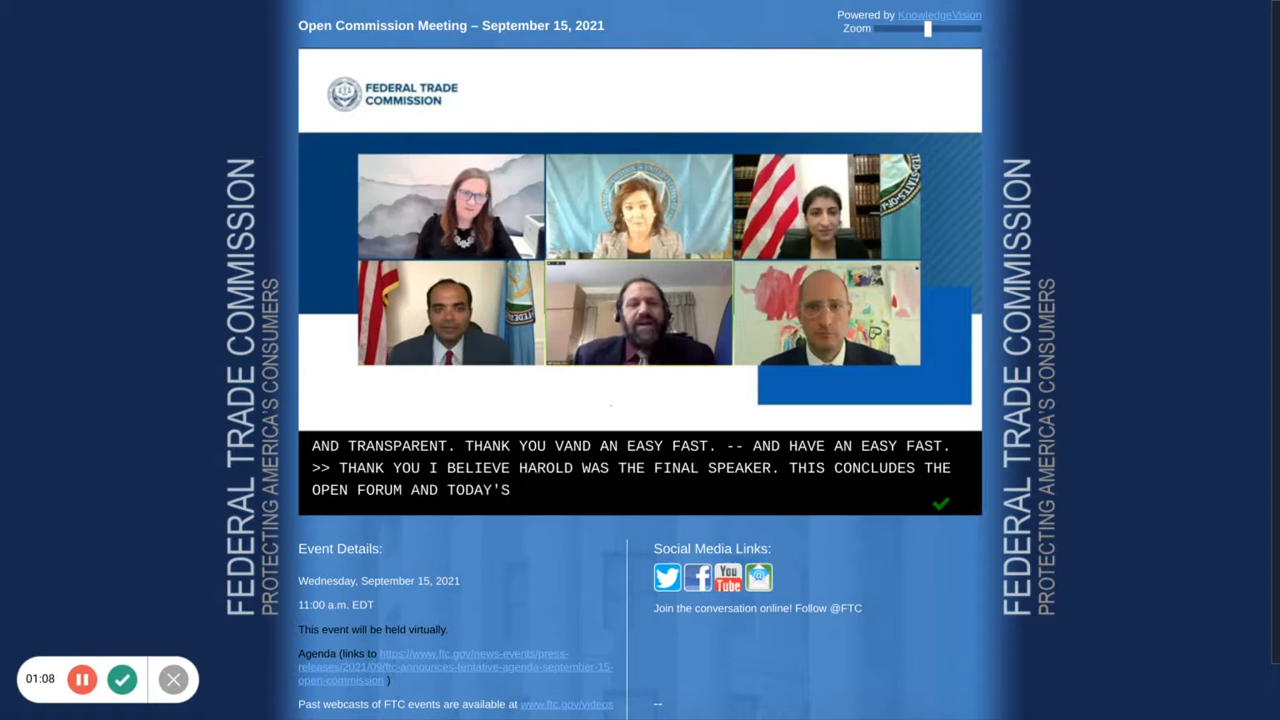 Open Commission Meeting – September 15, 2021
Powered by KnowledgeVision
Zoom
FEDERAL TRADE
COMMISSION
FEDERAL TRADE COMMISSION
PROTECTING AMERICA'S CONSUMERS
FEDERAL TRADE COMMISSION
PROTECTING AMERICA'S CONSUMERS
AND TRANSPARENT. THANK YOU VAND AN EASY FAST. -- AND HAVE AN EASY FAST.
>> THANK YOU I BELIEVE HAROLD WAS THE FINAL SPEAKER. THIS CONCLUDES THE
OPEN FORUM AND TODAY'S
Event Details:
Wednesday, September 15, 2021
11:00 a.m. EDT
This event will be held virtually.
Agenda (links to https://www.ftc.gov/news-events/press-
releases/2021/09/ftc-announces-tentative-agenda-september-15-
open-commission )
Past webcasts of FTC events are available at www.ftc.gov/videos
Social Media Links:
You
Tube
Join the conversation online! Follow @FTC
--
01:08